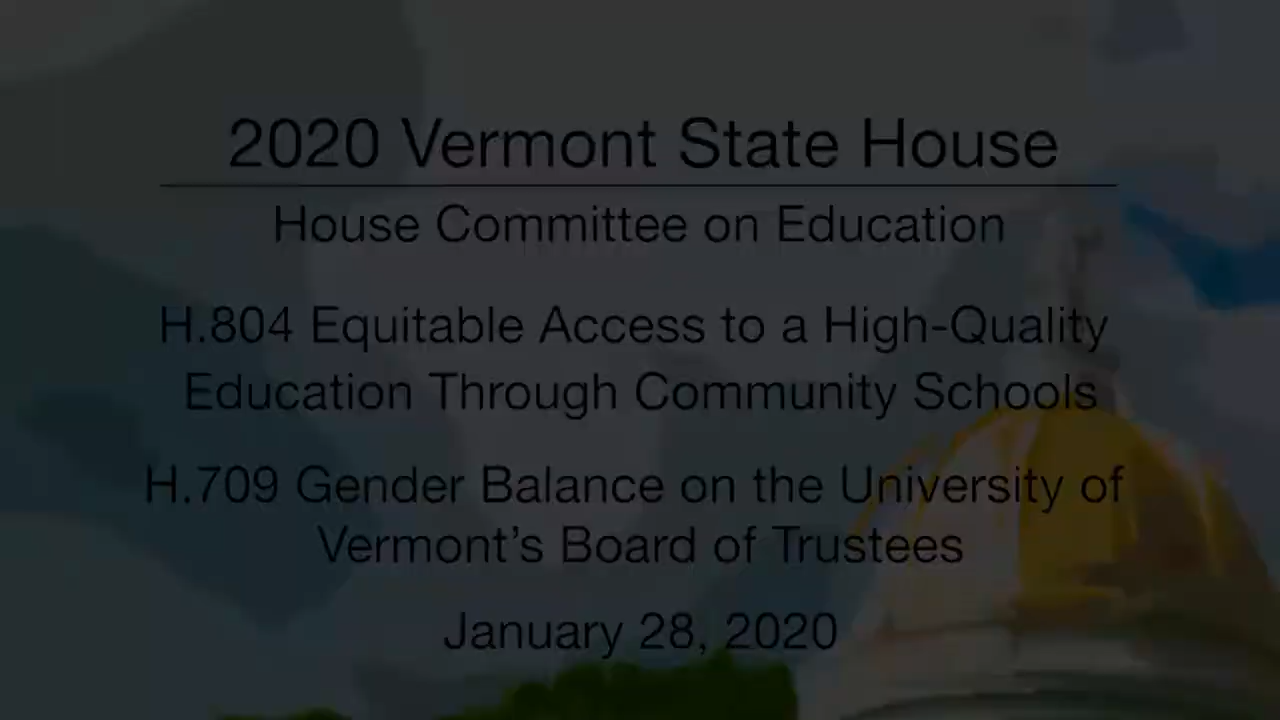 2020 Vermont State House
House Committee on Education
H.804 Equitable Access to a High-Quality
Education Through Community Schools
H.709 Gender Balance on the University of
Vermont’s Board of Trustees
January 28, 2020